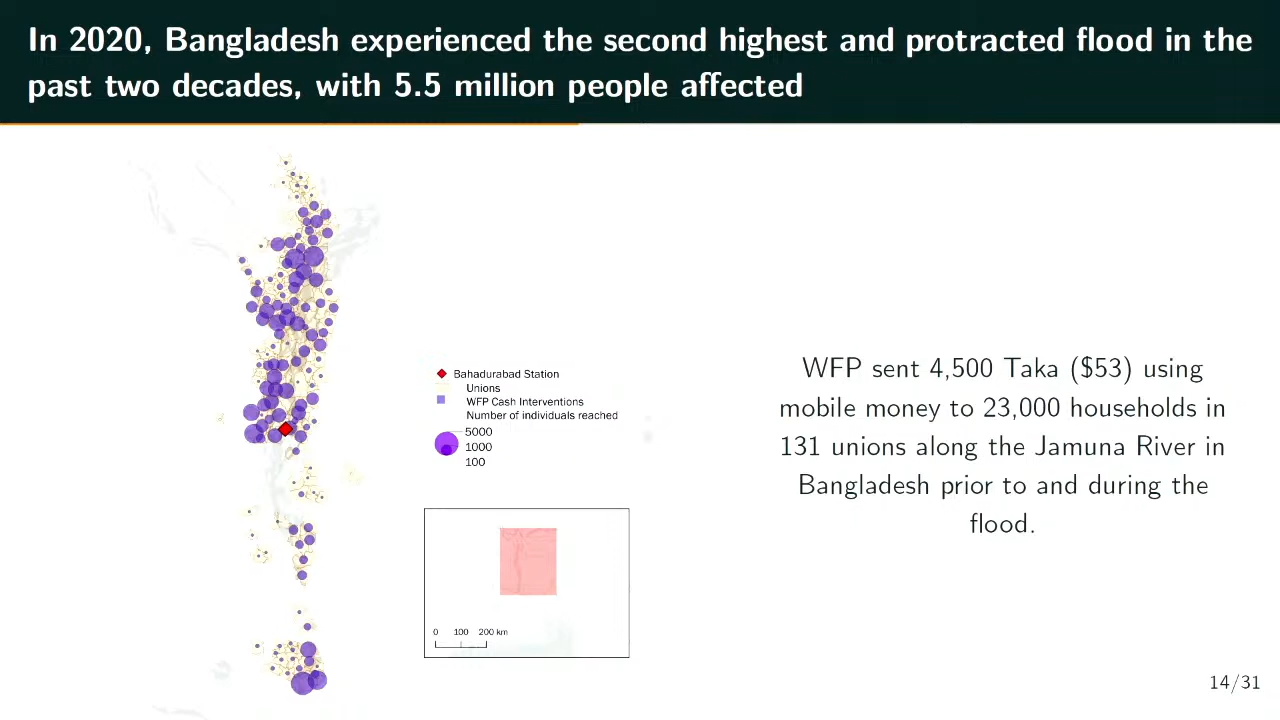 In 2020, Bangladesh experienced the second highest and protracted flood in the
past two decades, with 5.5 million people affected
Bahadurabad Station
Unions
WFP Cash Interventions
Number of individuals reached
5000
1000
100
0 100 200 km
WFP sent 4,500 Taka ($53) using
mobile money to 23,000 households in
131 unions along the Jamuna River in
Bangladesh prior to and during the
flood.
14/31